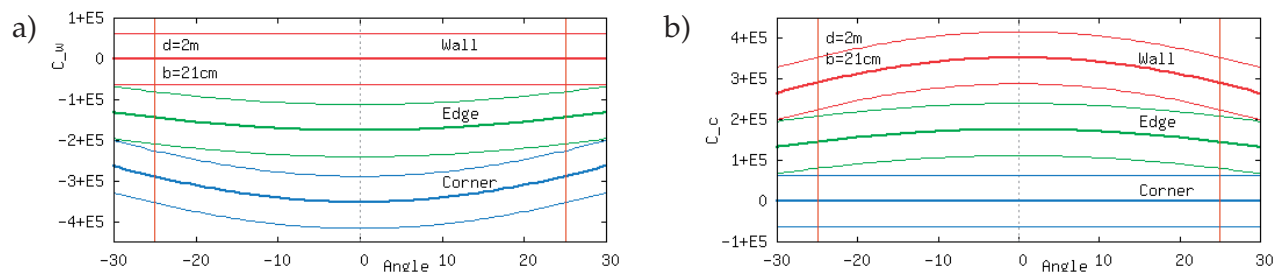 a)
C_w
1+E5
0
-1+E5
-2+E5
-3+E5
-4+E5
d=2m
b=21cm
Wall
Edge
Corner
-30
-20
-10
0
10
20
30
Angle
b)
C_c
4+E5
3+E5
2+E5
1+E5
0
-1+E5
d=2m
b=21cm
Wall
Edge
Corner
-30
-20
-10
0
10
20
30
Angle